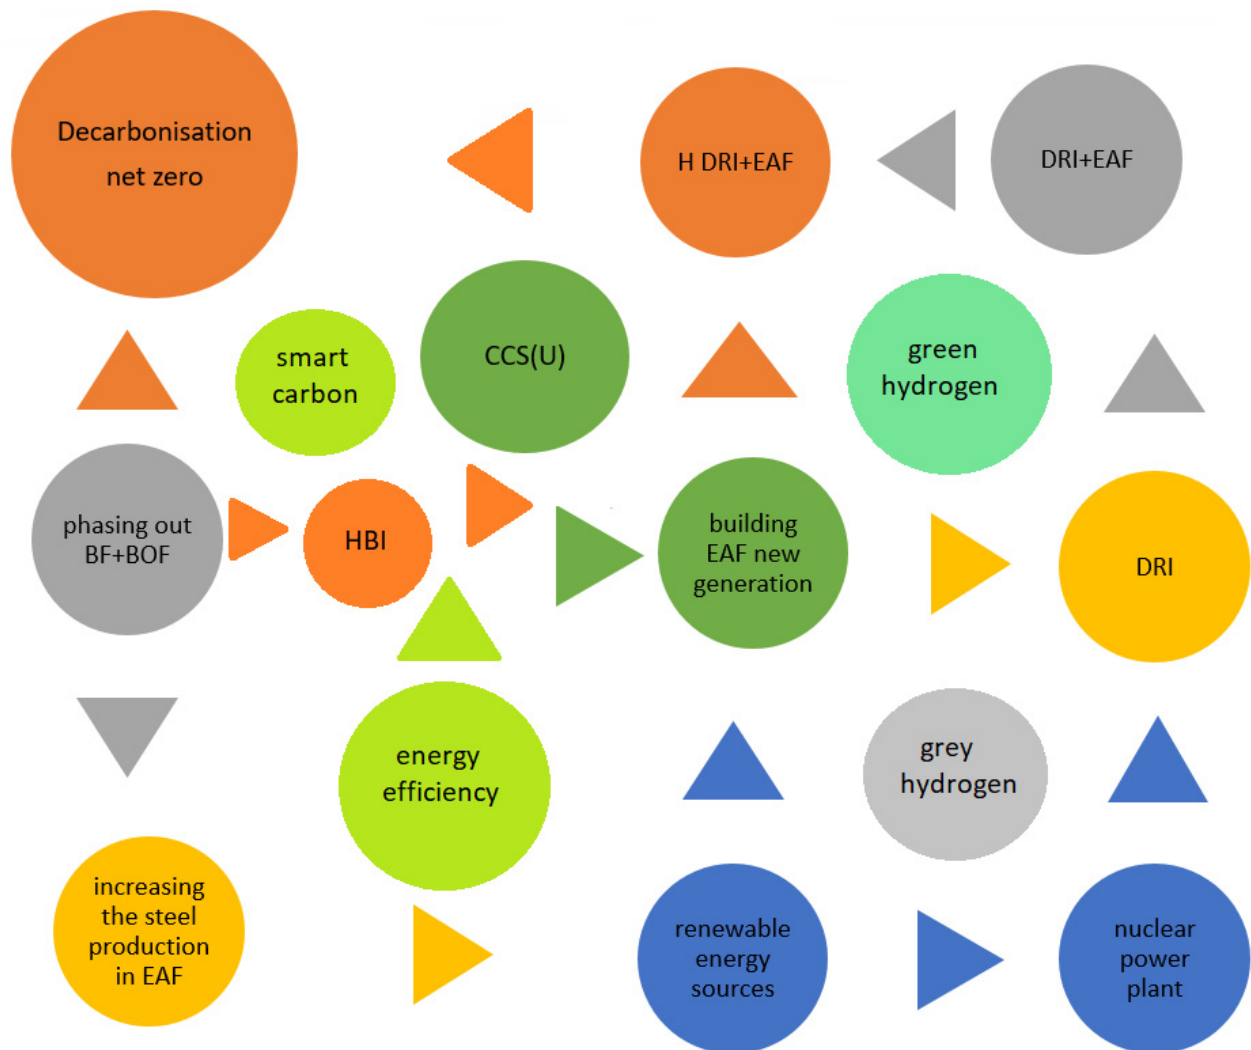 Decarbonisation
net zero
H DRI+EAF
DRI+EAF
smart
carbon
CCS(U)
green
hydrogen
phasing out
BF+BOF
HBI
building
EAF new
generation
DRI
energy
efficiency
grey
hydrogen
increasing
the steel
production
in EAF
renewable
energy
sources
nuclear
power
plant